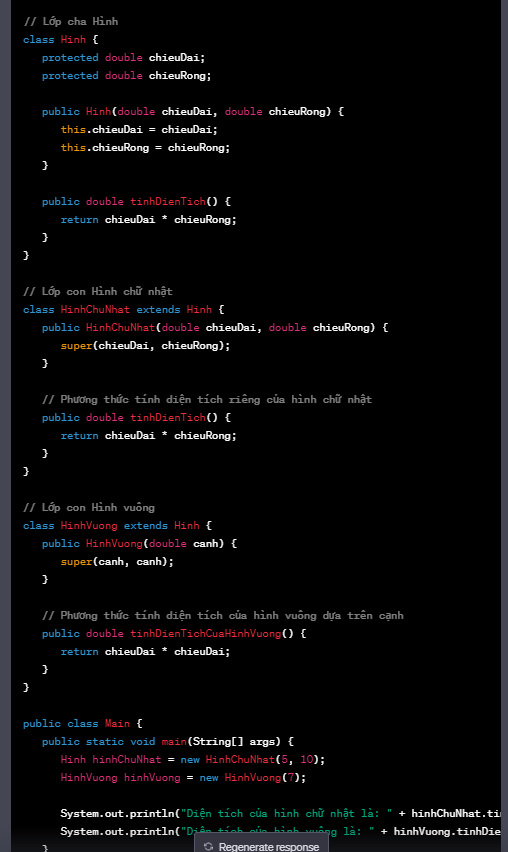 // Lớp cha Hình
class Hinh {
protected double chieuDai;
protected double chieuRong;
public Hinh(double chieuDai, double chieuRong) {
this.chieuDai = chieuDai;
this.chieuRong = chieuRong;
}
public double tinhDienTich() {
return chieuDai * chieuRong;
}
}
// Lớp con Hình chữ nhật
class HinhChuNhat extends Hinh {
public HinhChuNhat(double chieuDai, double chieuRong) {
super(chieuDai, chieuRong);
}
// Phương thức tính diện tích riêng của hình chữ nhật
public double tinhDienTich() {
return chieuDai * chieuRong;
}
}
// Lớp con Hình vuông
class HinhVuong extends Hinh {
public HinhVuong(double canh) {
super(canh, canh);
}
// Phương thức tính diện tích của hình vuông dựa trên cạnh
public double tinhDienTichCuaHinhVuong() {
return chieuDai * chieuDai;
}
}
public class Main {
public static void main(String[] args) {
Hinh hinhChuNhat = new HinhChuNhat(5, 10);
HinhVuong hinhVuong = new HinhVuong(7);
System.out.println("Diện tích của hình chữ nhật là: " + hinhChuNhat.tin
System.out.println("Diện tích của hình vuông là: " + hinhVuong.tinhDie
}
Regenerate response